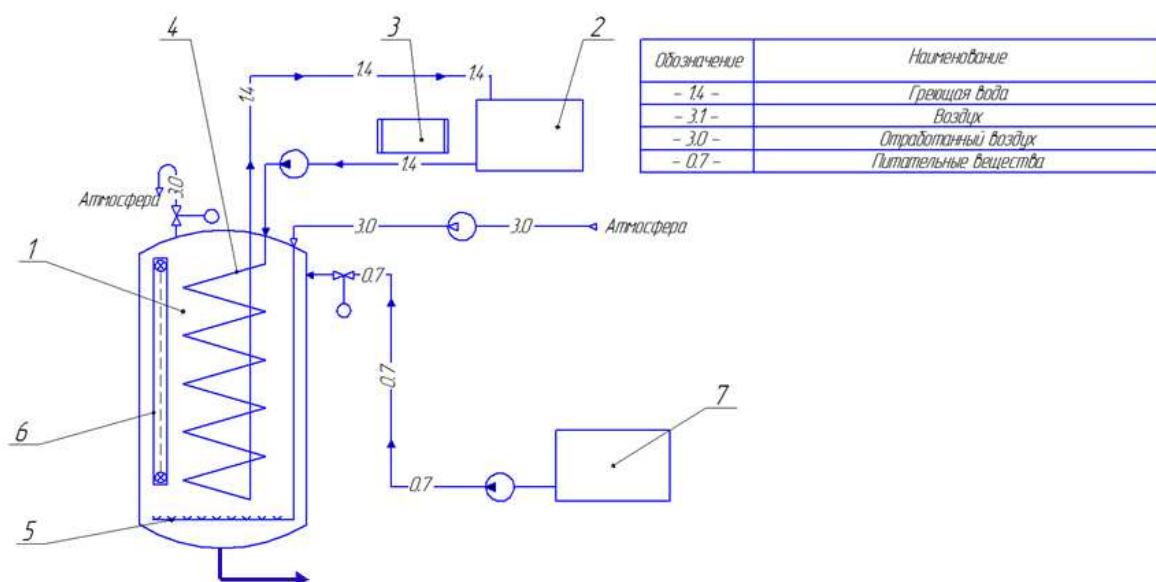 4
3
2
1.4
1.4
1.4
1.4
Обозначение Наименование
- 1.4 - Греющая вода
- 3.1 - Воздух
- 3.0 - Отработанный воздух
- 0.7 - Питательные вещества
Атмосфера
3.0
3.0
3.0
Атмосфера
1
0.7
0.7
6
7
0.7
5